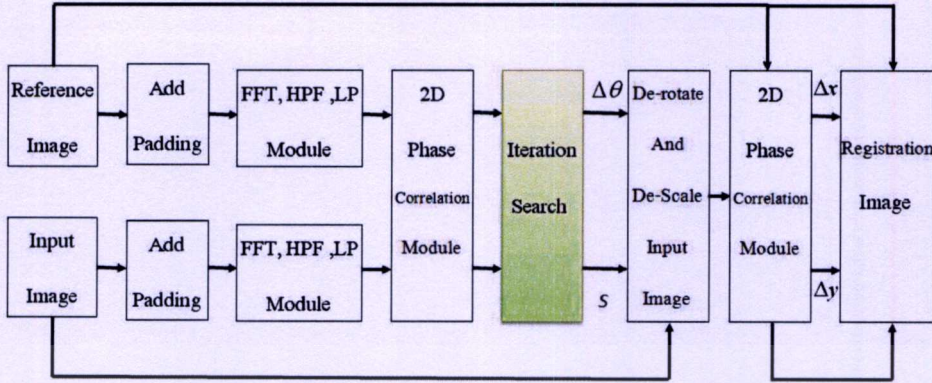 Reference
Image
Add
Padding
FFT, HPF ,LP
Module
2D
Phase
Correlation
Module
Iteration
Search
Δθ
S
De-rotate
And
De-Scale
Input
Image
2D
Phase
Correlation
Module
Δx
Δy
Registration
Image
Input
Image
Add
Padding
FFT, HPF ,LP
Module